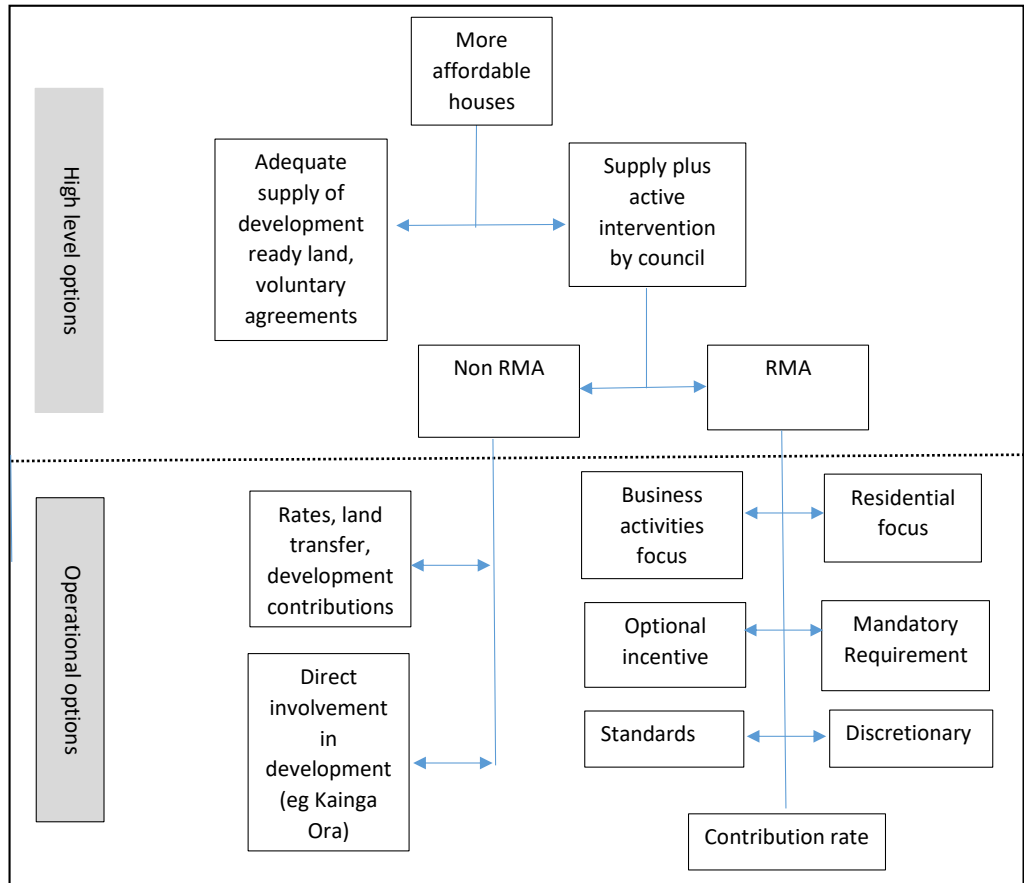 More
affordable
houses
High level options
Adequate
supply of
development
ready land,
voluntary
agreements
Supply plus
active
intervention
by council
Non RMA
RMA
Operational options
Rates, land
transfer,
development
contributions
Direct
involvement
in
development
(eg Kainga
Ora)
Business
activities
focus
Residential
focus
Optional
incentive
Mandatory
Requirement
Standards
Discretionary
Contribution rate